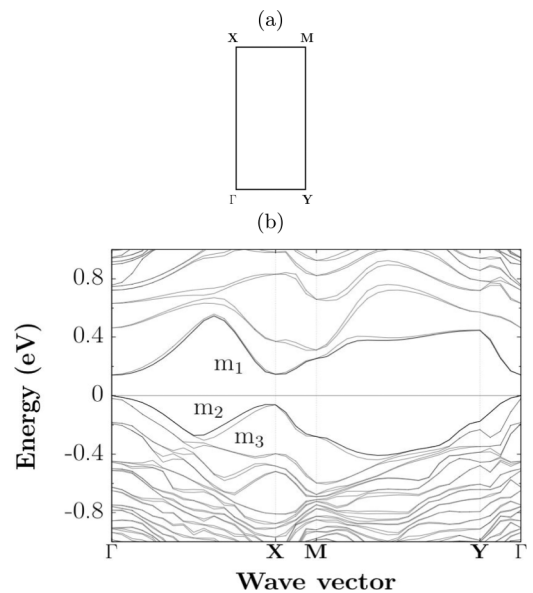 (a)
X M
Γ Y
(b)
Energy (eV)
0.8
0.4
0
-0.4
-0.8
m1
m2
m3
Γ X M Y Γ
Wave vector